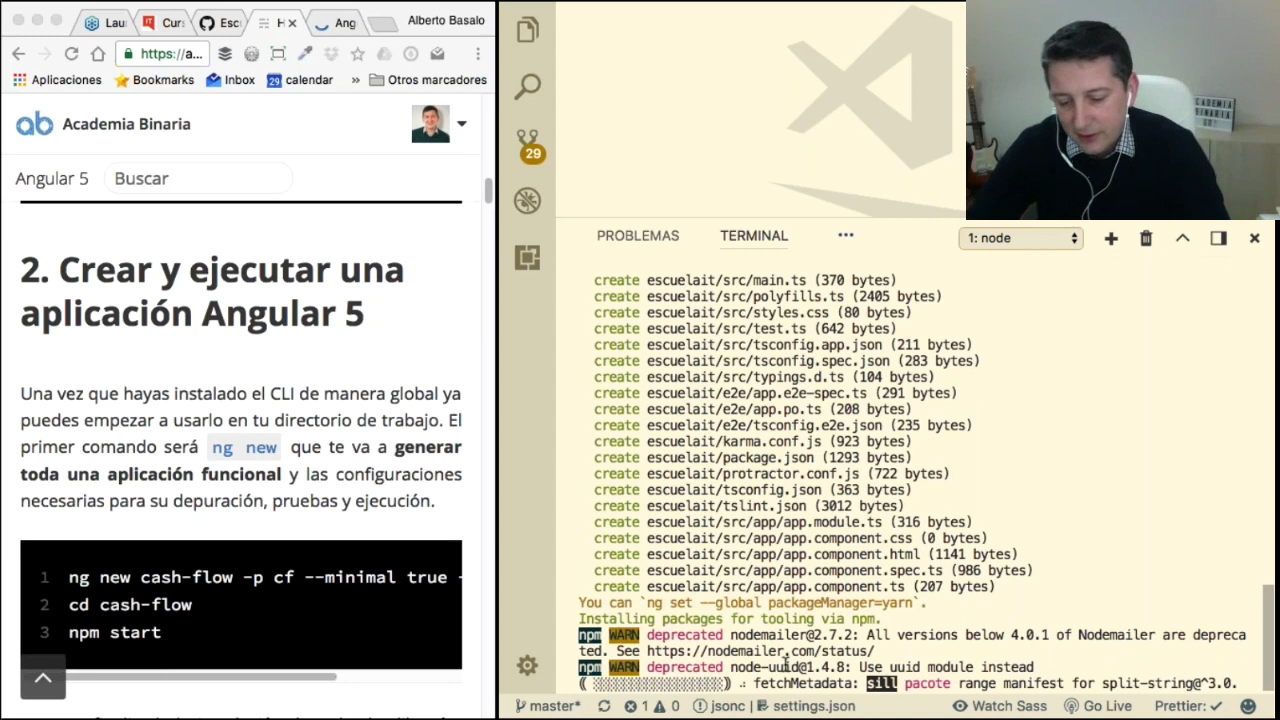 Lau
Curs
Esc
H
Ang
Alberto Basalo
https://a...
Aplicaciones
Bookmarks
Inbox
29
calendar
»
Otros marcadores
ab
Academia Binaria
Angular 5
Buscar
2. Crear y ejecutar una
aplicación Angular 5
Una vez que hayas instalado el CLI de manera global ya
puedes empezar a usarlo en tu directorio de trabajo. El
primer comando será ng new que te va a generar
toda una aplicación funcional y las configuraciones
necesarias para su depuración, pruebas y ejecución.
1 ng new cash-flow -p cf --minimal true -
2 cd cash-flow
3 npm start
29
ACADEMIA
BINARIA
PROBLEMAS
TERMINAL
...
1: node
create escuelait/src/main.ts (370 bytes)
create escuelait/src/polyfills.ts (2405 bytes)
create escuelait/src/styles.css (80 bytes)
create escuelait/src/test.ts (642 bytes)
create escuelait/src/tsconfig.app.json (211 bytes)
create escuelait/src/tsconfig.spec.json (283 bytes)
create escuelait/src/typings.d.ts (104 bytes)
create escuelait/e2e/app.e2e-spec.ts (291 bytes)
create escuelait/e2e/app.po.ts (208 bytes)
create escuelait/e2e/tsconfig.e2e.json (235 bytes)
create escuelait/karma.conf.js (923 bytes)
create escuelait/package.json (1293 bytes)
create escuelait/protractor.conf.js (722 bytes)
create escuelait/tsconfig.json (363 bytes)
create escuelait/tslint.json (3012 bytes)
create escuelait/src/app/app.module.ts (316 bytes)
create escuelait/src/app/app.component.css (0 bytes)
create escuelait/src/app/app.component.html (1141 bytes)
create escuelait/src/app/app.component.spec.ts (986 bytes)
create escuelait/src/app/app.component.ts (207 bytes)
You can `ng set --global packageManager=yarn`.
Installing packages for tooling via npm.
npm WARN deprecated nodemailer@2.7.2: All versions below 4.0.1 of Nodemailer are depreca
ted. See https://nodemailer.com/status/
npm WARN deprecated node-uuid@1.4.8: Use uuid module instead
fetchMetadata: sill pacote range manifest for split-string@^3.0.
master*
1
0
jsonc
settings.json
Watch Sass
Go Live
Prettier: ✓